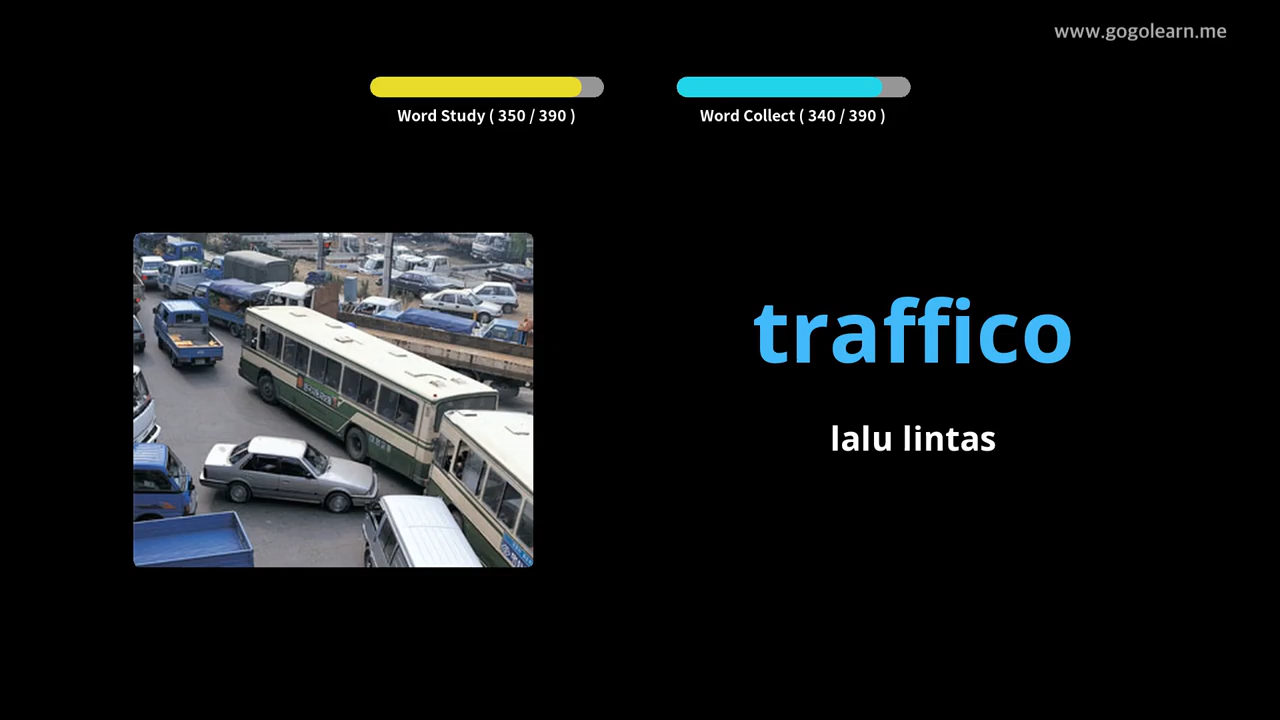 www.gogolearn.me
Word Study ( 350 / 390 )
Word Collect ( 340 / 390 )
traffico
lalu lintas